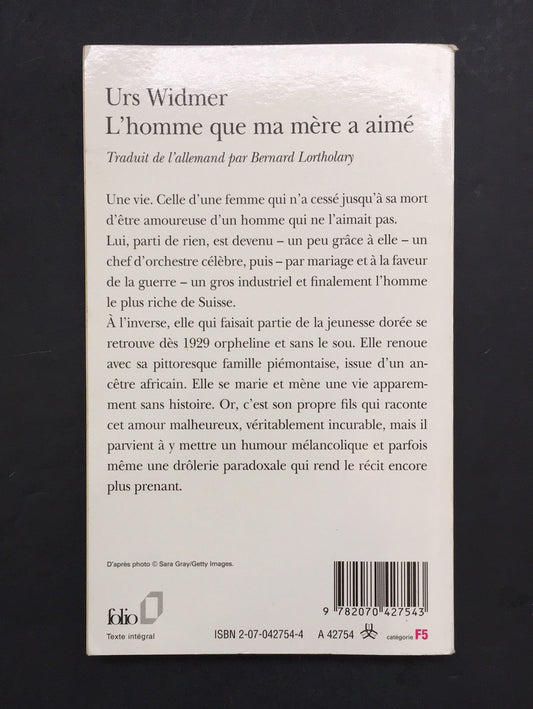 Urs Widmer
L'homme que ma mère a aimé
Traduit de l'allemand par Bernard Lortholary
Une vie. Celle d'une femme qui n'a cessé jusqu'à sa mort
d'être amoureuse d'un homme qui ne l'aimait pas.
Lui, parti de rien, est devenu – un peu grâce à elle – un
chef d'orchestre célèbre, puis – par mariage et à la faveur
de la guerre – un gros industriel et finalement l'homme
le plus riche de Suisse.
À l'inverse, elle qui faisait partie de la jeunesse dorée se
retrouve dès 1929 orpheline et sans le sou. Elle renoue
avec sa pittoresque famille piémontaise, issue d'un an-
cêtre africain. Elle se marie et mène une vie apparem-
ment sans histoire. Or, c'est son propre fils qui raconte
cet amour malheureux, véritablement incurable, mais il
parvient à y mettre un humour mélancolique et parfois
même une drôlerie paradoxale qui rend le récit encore
plus prenant.
D'après photo © Sara Gray/Getty Images.
9 782070 427543
folio
Texte intégral
ISBN 2-07-042754-4 A 42754 catégorie F5